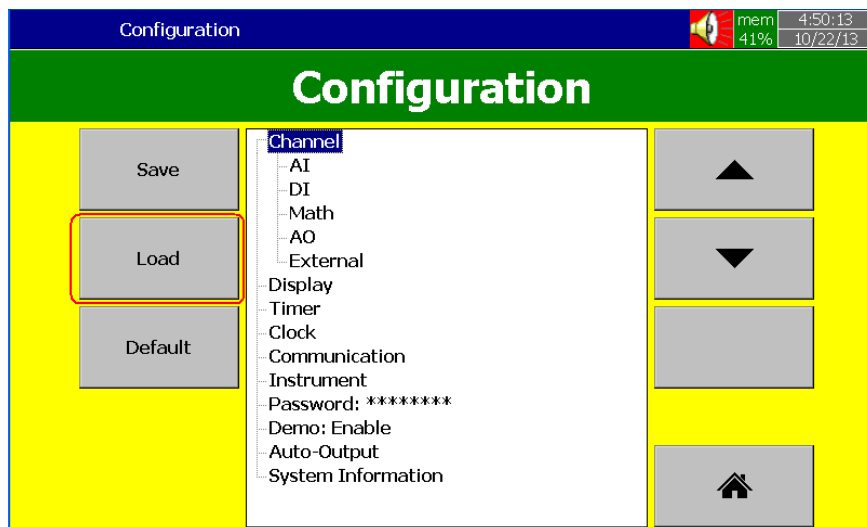 Configuration
mem 4:50:13
41% 10/22/13
Configuration
Save
Load
Default
Channel
AI
DI
Math
AO
External
Display
Timer
Clock
Communication
Instrument
Password: ********
Demo: Enable
Auto-Output
System Information